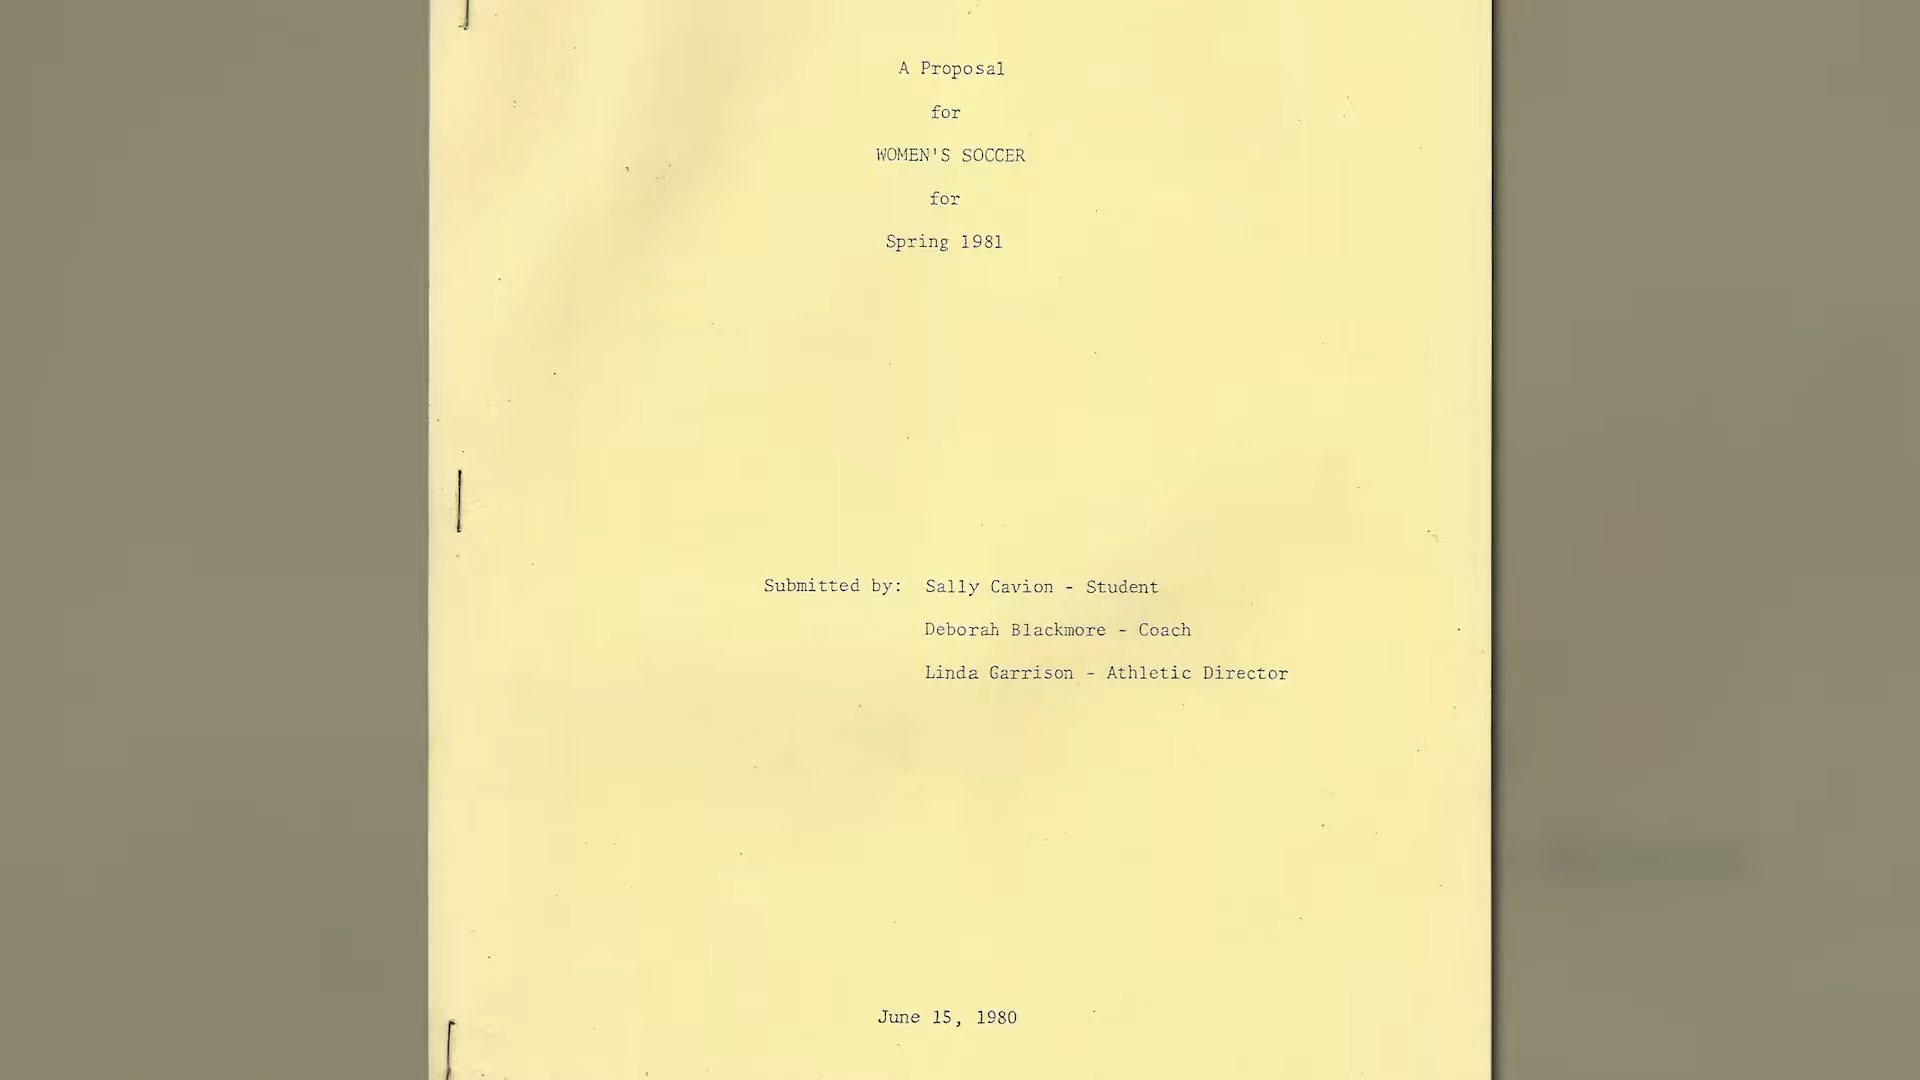 A Proposal
for
WOMEN'S SOCCER
for
Spring 1981
Submitted by: Sally Cavion - Student
Deborah Blackmore - Coach
Linda Garrison - Athletic Director
June 15, 1980